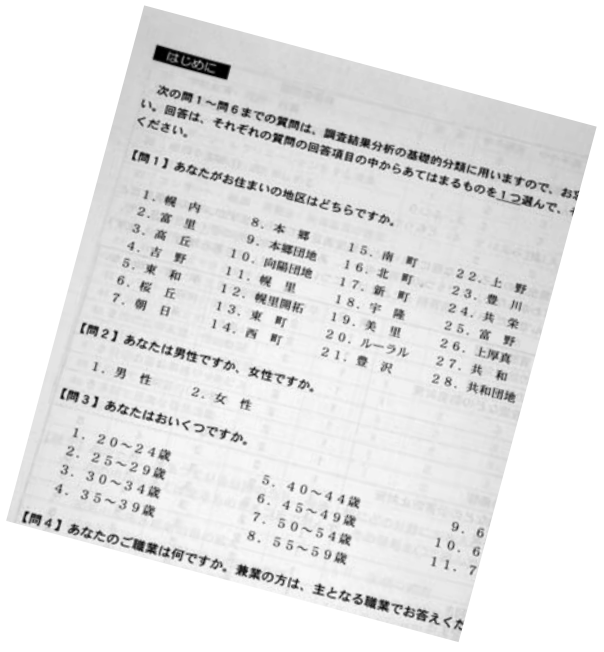 はじめに
次の問1～問6までの質問は、調査結果分析の基礎的分類に用いますので、お
い。回答は、それぞれの質問の回答項目の中からあてはまるものを1つ選んで、
ください。
【問1】あなたがお住まいの地区はどちらですか。
1．幌 内 8．本 郷 15．南 町 22．上 野
2．富 里 9．本郷団地 16．北 町 23．豊 川
3．高 丘 10．向陽団地 17．新 町 24．共 栄
4．吉 野 11．幌 里 18．宇 隆 25．富 野
5．東 和 12．幌里開拓 19．美 里 26．上厚真
6．桜 丘 13．東 町 20．ルーラル 27．共 和
7．朝 日 14．西 町 21．豊 沢 28．共和団地
【問2】あなたは男性ですか、女性ですか。
1．男 性 2．女 性
【問3】あなたはおいくつですか。
1．20～24歳 5．40～44歳 9．6
2．25～29歳 6．45～49歳 10．6
3．30～34歳 7．50～54歳 11．7
4．35～39歳 8．55～59歳
【問4】あなたのご職業は何ですか。兼業の方は、主となる職業でお答えくだ